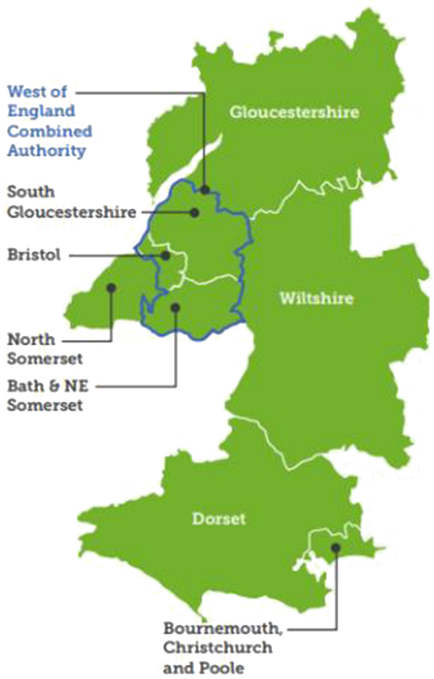 West of
England
Combined
Authority
Gloucestershire
South
Gloucestershire
Bristol
Wiltshire
North
Somerset
Bath & NE
Somerset
Dorset
Bournemouth,
Christchurch
and Poole